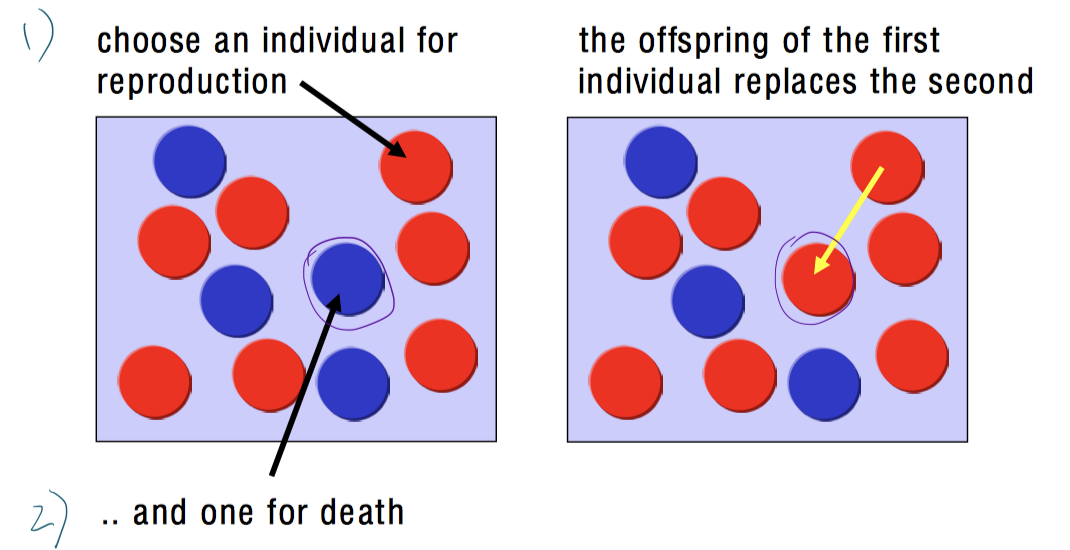 1)
choose an individual for
reproduction
the offspring of the first
individual replaces the second
2)
.. and one for death